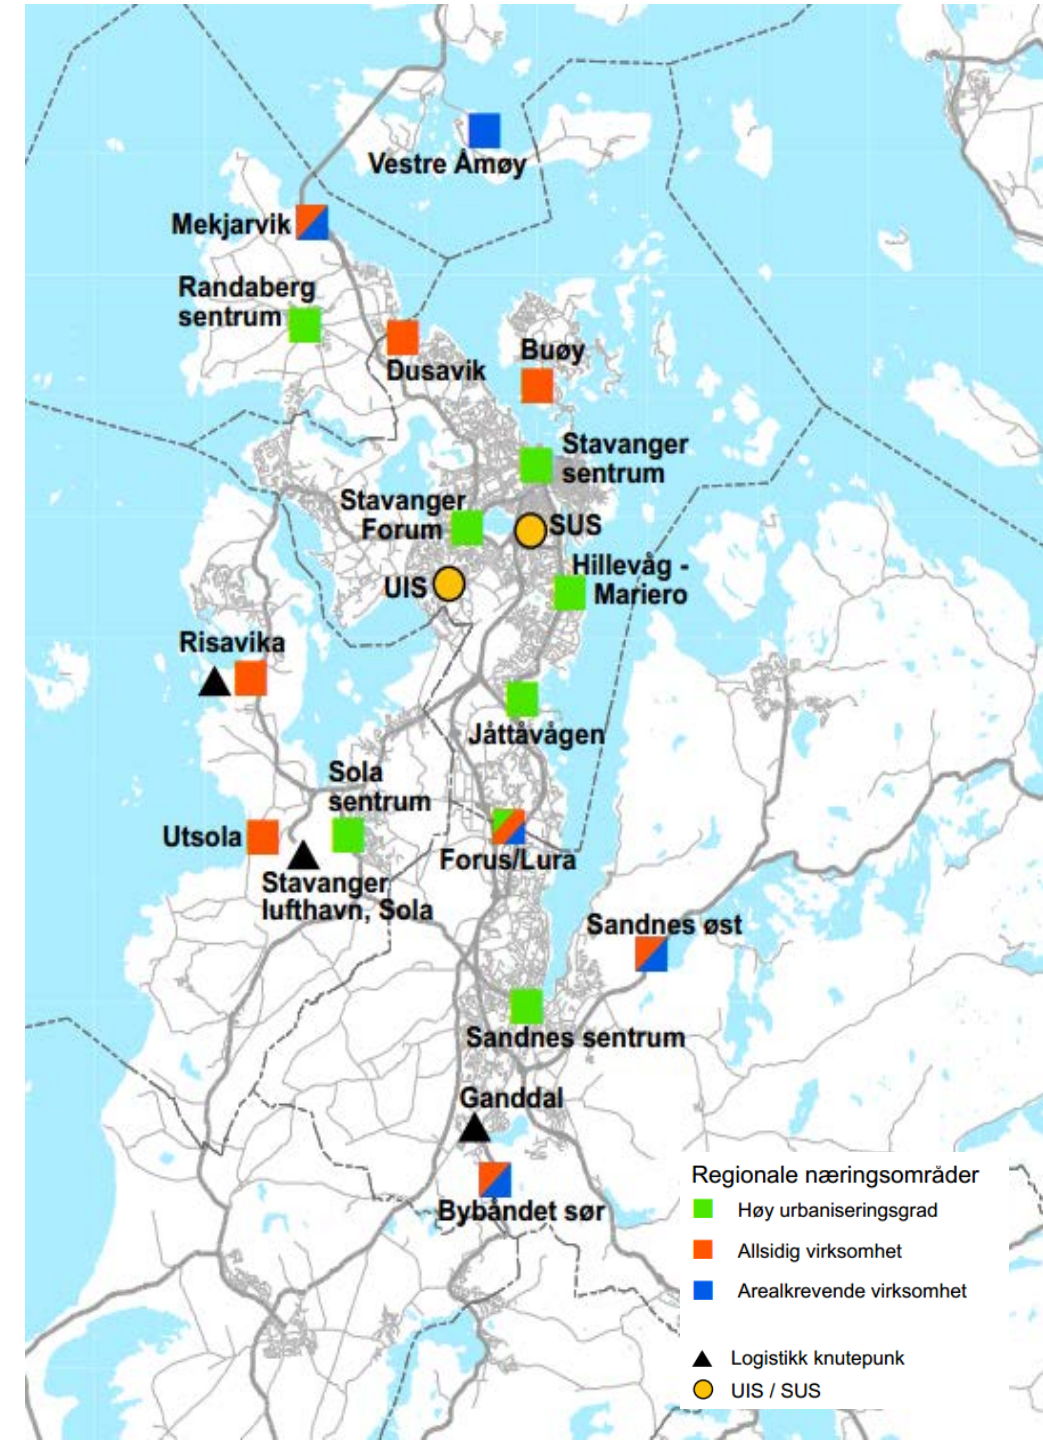 Vestre Åmøy
Mekjarvik
Randaberg
sentrum
Dusavik
Buøy
Stavanger
sentrum
Stavanger
Forum
SUS
Hillevåg -
Mariero
UIS
Risavika
Jåttåvågen
Sola
sentrum
Utsola
Forus/Lura
Stavanger
lufthavn, Sola
Sandnes øst
Sandnes sentrum
Ganddal
Bybåndet sør
Regionale næringsområder
Høy urbaniseringsgrad
Allsidig virksomhet
Arealkrevende virksomhet
Logistikk knutepunk
UIS / SUS